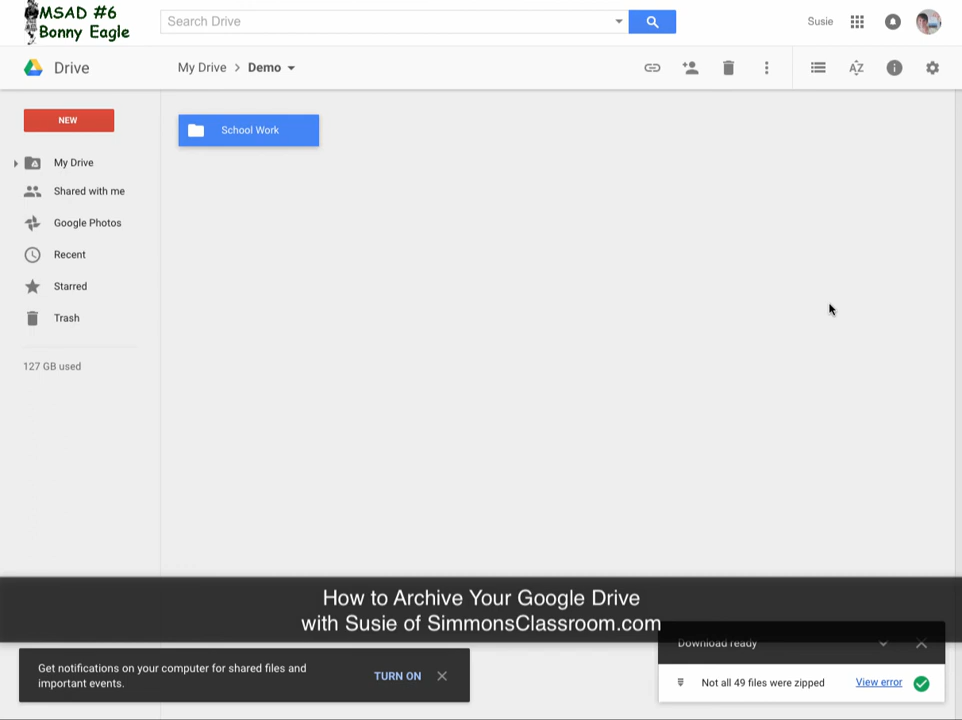 MSAD #6
Bonny Eagle
Search Drive
Susie
Drive
My Drive > Demo
AZ
NEW
School Work
My Drive
Shared with me
Google Photos
Recent
Starred
Trash
127 GB used
How to Archive Your Google Drive
with Susie of SimmonsClassroom.com
Download ready
Get notifications on your computer for shared files and
important events.
TURN ON
Not all 49 files were zipped
View error